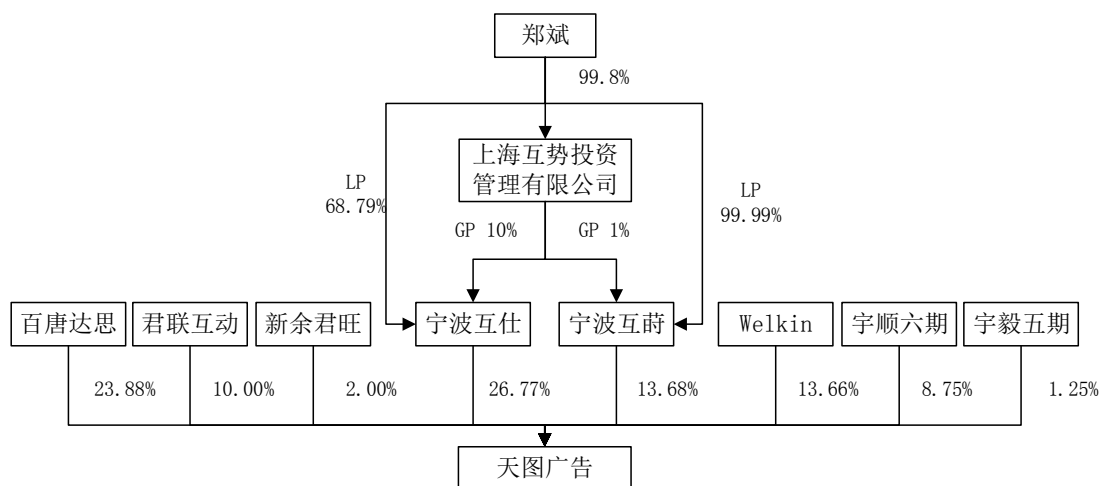 郑斌
99.8%
上海互势投资
管理有限公司
LP
68.79%
LP
99.99%
GP 10%
GP 1%
百唐达思
君联互动
新余君旺
宁波互仕
宁波互莳
Welkin
宇顺六期
宇毅五期
23.88%
10.00%
2.00%
26.77%
13.68%
13.66%
8.75%
1.25%
天图广告